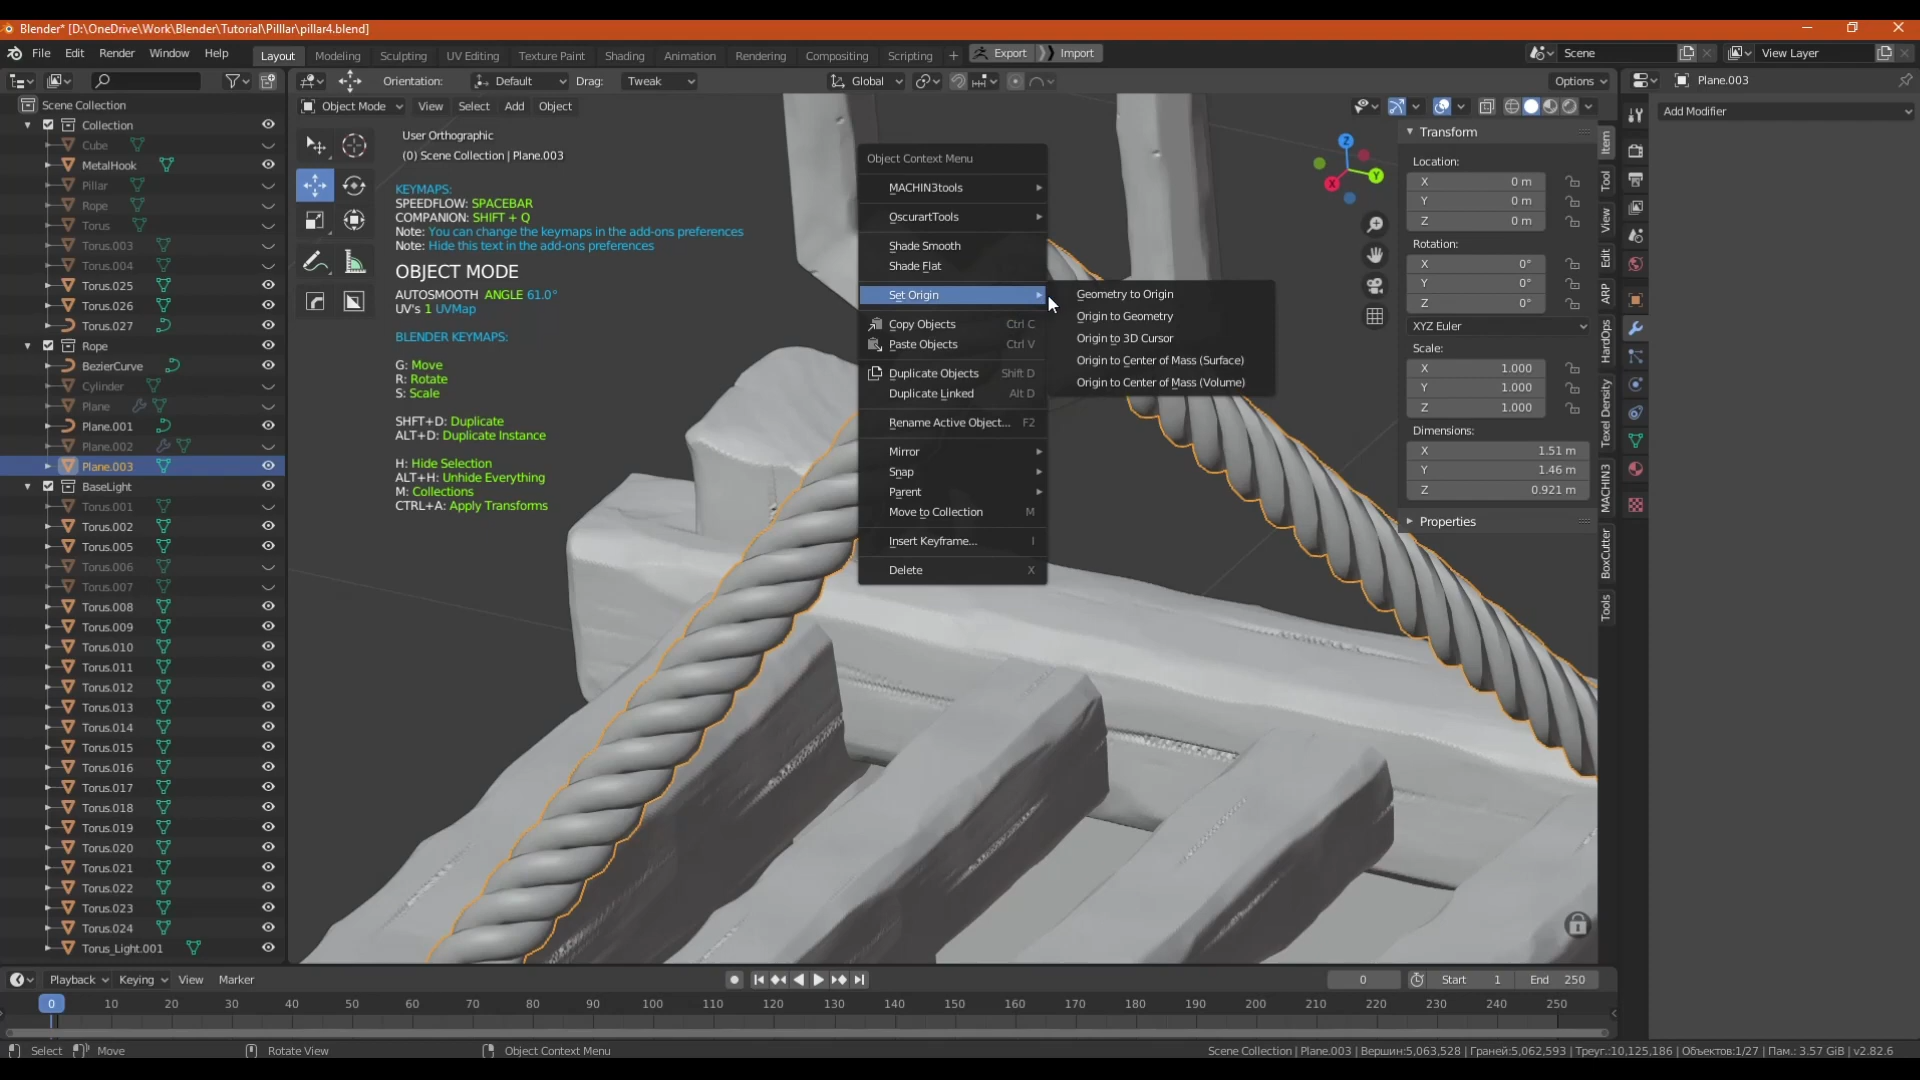 Blender* [D:\OneDrive\Work\Blender\Tutorial\Pilllar\pillar4.blend]
File Edit Render Window Help Layout Modeling Sculpting UV Editing Texture Paint Shading Animation Rendering Compositing Scripting + Export Import Scene View Layer
Orientation: Default Drag: Tweak Global Options Plane.003
Object Mode View Select Add Object
Scene Collection
Collection
Cube
MetalHook
Pillar
Rope
Torus
Torus.003
Torus.004
Torus.025
Torus.026
Torus.027
Rope
BezierCurve
Cylinder
Plane
Plane.001
Plane.002
Plane.003
BaseLight
Torus.001
Torus.002
Torus.005
Torus.006
Torus.007
Torus.008
Torus.009
Torus.010
Torus.011
Torus.012
Torus.013
Torus.014
Torus.015
Torus.016
Torus.017
Torus.018
Torus.019
Torus.020
Torus.021
Torus.022
Torus.023
Torus.024
Torus_Light.001
User Orthographic
(0) Scene Collection | Plane.003
KEYMAPS:
SPEEDFLOW: SPACEBAR
COMPANION: SHIFT + Q
Note: You can change the keymaps in the add-ons preferences
Note: Hide this text in the add-ons preferences
OBJECT MODE
AUTOSMOOTH ANGLE 61.0°
UV's 1 UVMap
BLENDER KEYMAPS:
G: Move
R: Rotate
S: Scale
SHFT+D: Duplicate
ALT+D: Duplicate Instance
H: Hide Selection
ALT+H: Unhide Everything
M: Collections
CTRL+A: Apply Transforms
Object Context Menu
MACHIN3tools
OscurartTools
Shade Smooth
Shade Flat
Set Origin
Copy Objects Ctrl C
Paste Objects Ctrl V
Duplicate Objects Shift D
Duplicate Linked Alt D
Rename Active Object... F2
Mirror
Snap
Parent
Move to Collection M
Insert Keyframe... I
Delete X
Geometry to Origin
Origin to Geometry
Origin to 3D Cursor
Origin to Center of Mass (Surface)
Origin to Center of Mass (Volume)
Z
Y
X
Transform
Location:
X 0 m
Y 0 m
Z 0 m
Rotation:
X 0°
Y 0°
Z 0°
XYZ Euler
Scale:
X 1.000
Y 1.000
Z 1.000
Dimensions:
X 1.51 m
Y 1.46 m
Z 0.921 m
Properties
Item
Tool
View
Edit
ARP
HardOps
Texel Density
MACHIN3
BoxCutter
Tools
Add Modifier
Playback Keying View Marker 0 Start 1 End 250
0 10 20 30 40 50 60 70 80 90 100 110 120 130 140 150 160 170 180 190 200 210 220 230 240 250
Select Move Rotate View Object Context Menu Scene Collection | Plane.003 | Вершин:5,063,528 | Граней:5,062,593 | Треуг.:10,125,186 | Объектов:1/27 | Пам.: 3.57 GiB | v2.82.6